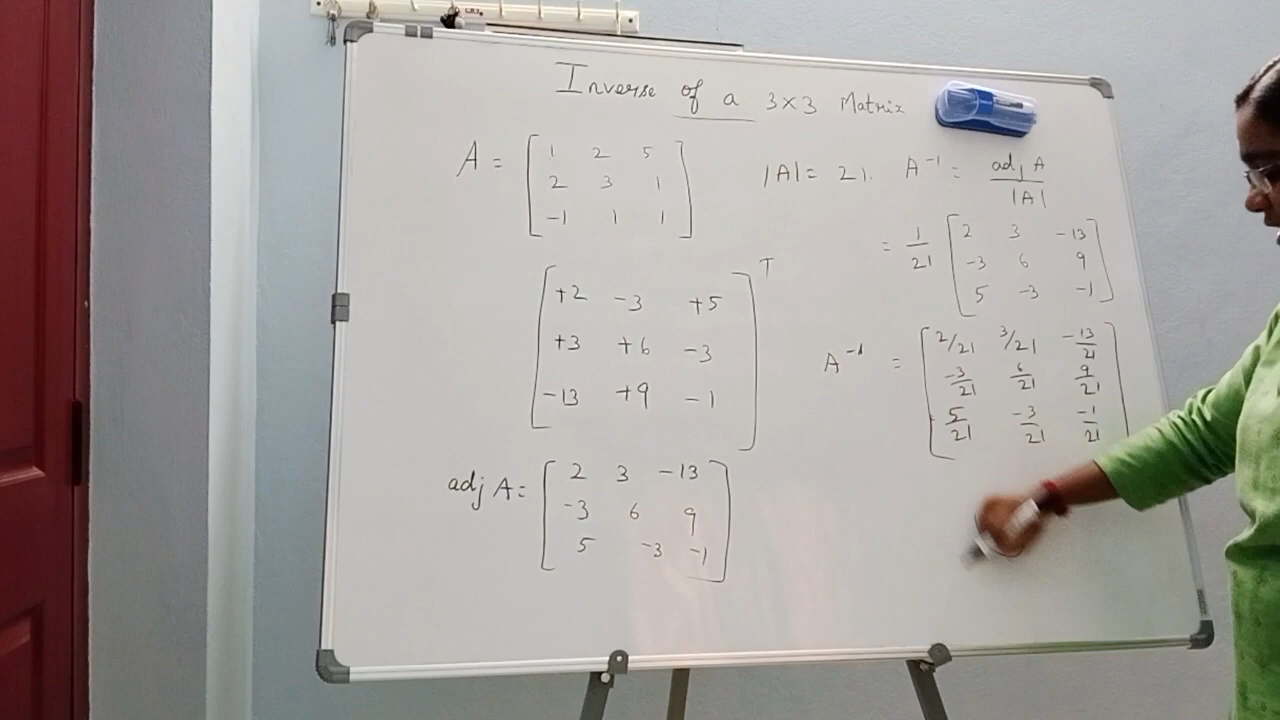 Inverse of a 3×3 Matrix
A = [ 1 2 5
2 3 1
-1 1 1 ]
|A| = 21. A⁻¹ = adj A / |A|
= 1/21 [ 2 3 -13
-3 6 9
5 -3 -1 ]
[ +2 -3 +5
+3 +6 -3
-13 +9 -1 ]ᵀ
A⁻¹ = [ 2/21 3/21 -13/21
-3/21 6/21 9/21
5/21 -3/21 -1/21 ]
adj A = [ 2 3 -13
-3 6 9
5 -3 -1 ]